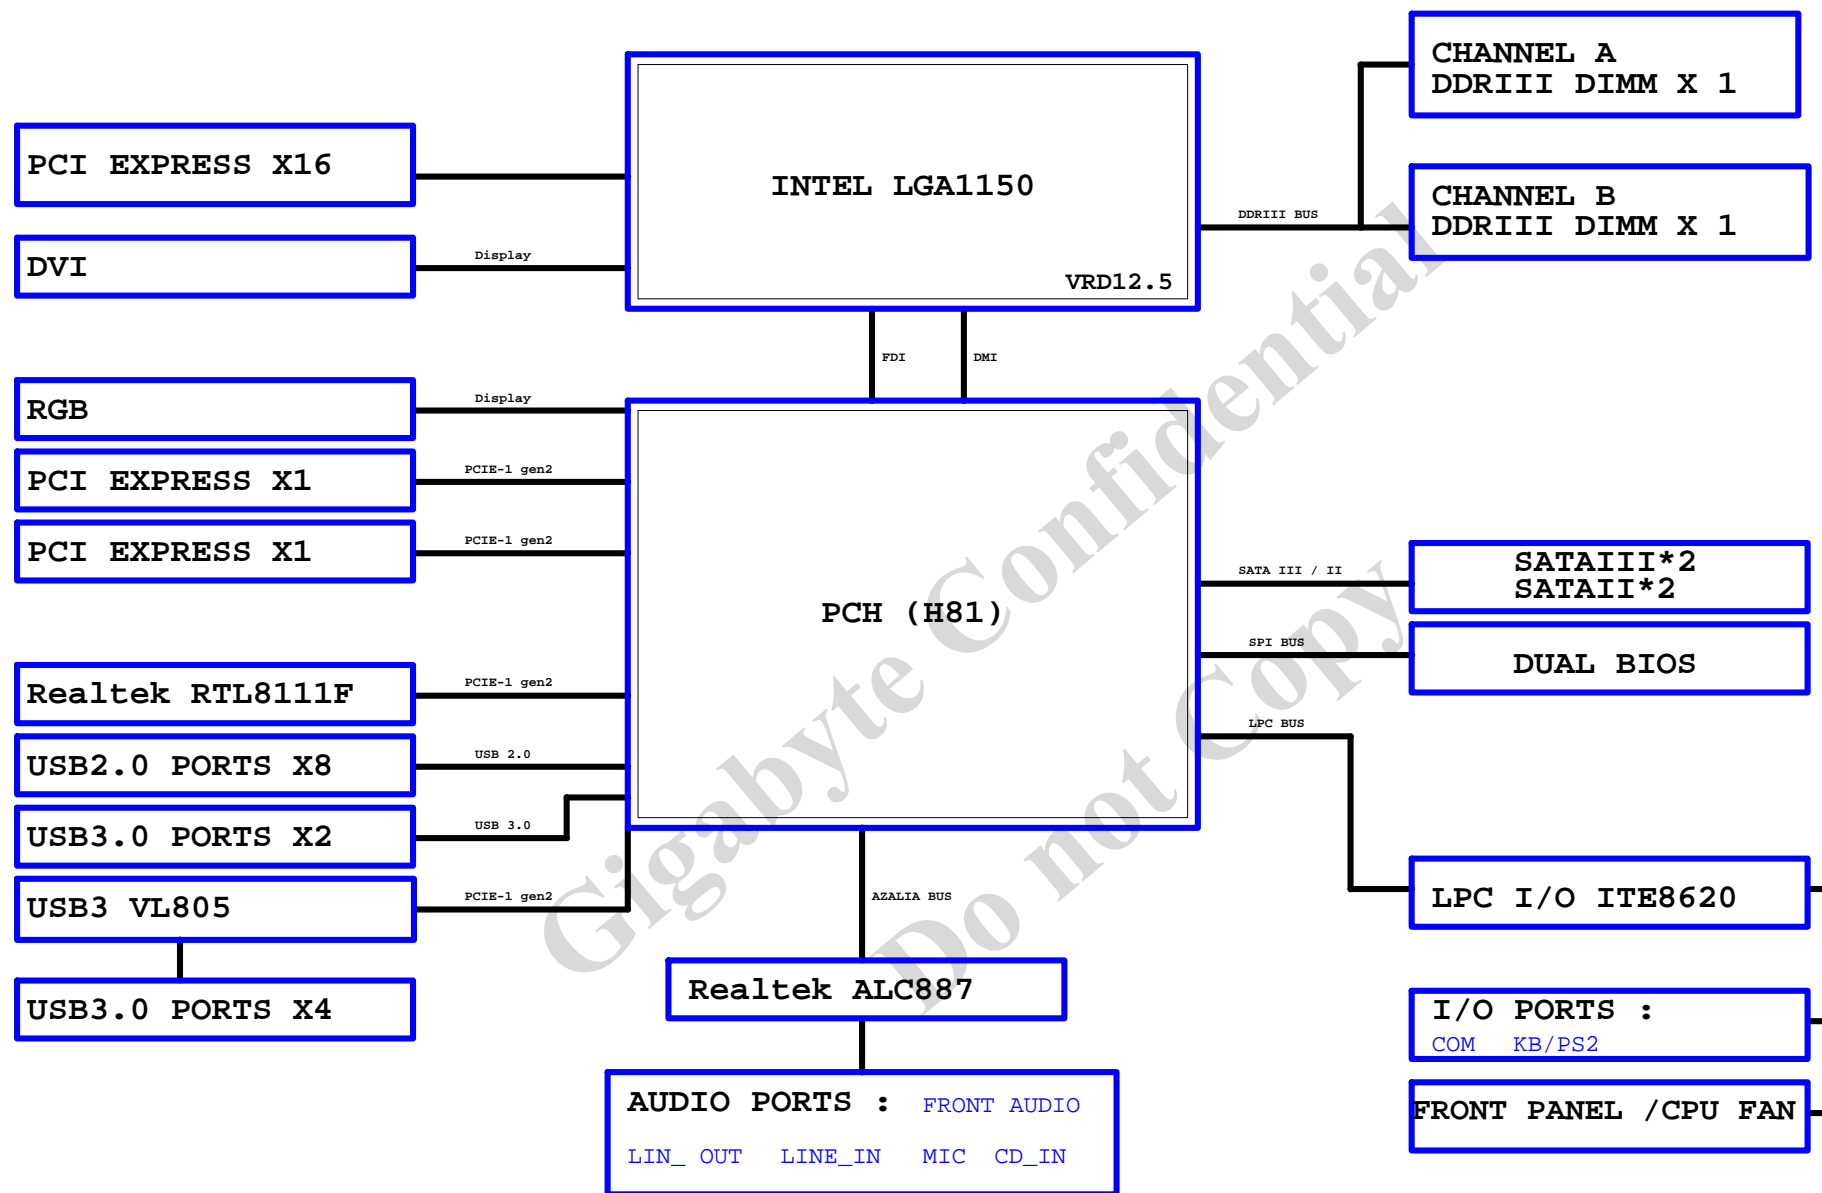 CHANNEL A
DDRIII DIMM X 1
PCI EXPRESS X16
INTEL LGA1150
CHANNEL B
DDRIII DIMM X 1
DDRIII BUS
DVI
Display
VRD12.5
FDI
DMI
RGB
Display
PCI EXPRESS X1
PCIE-1 gen2
PCI EXPRESS X1
PCIE-1 gen2
SATA III / II
SATAIII*2
SATAII*2
PCH (H81)
SPI BUS
DUAL BIOS
Realtek RTL8111F
PCIE-1 gen2
LPC BUS
USB2.0 PORTS X8
USB 2.0
USB3.0 PORTS X2
USB 3.0
USB3 VL805
PCIE-1 gen2
AZALIA BUS
LPC I/O ITE8620
USB3.0 PORTS X4
Realtek ALC887
I/O PORTS :
COM KB/PS2
AUDIO PORTS : FRONT AUDIO
LIN_ OUT LINE_IN MIC CD_IN
FRONT PANEL /CPU FAN
Gigabyte Confidential
Do not Copy